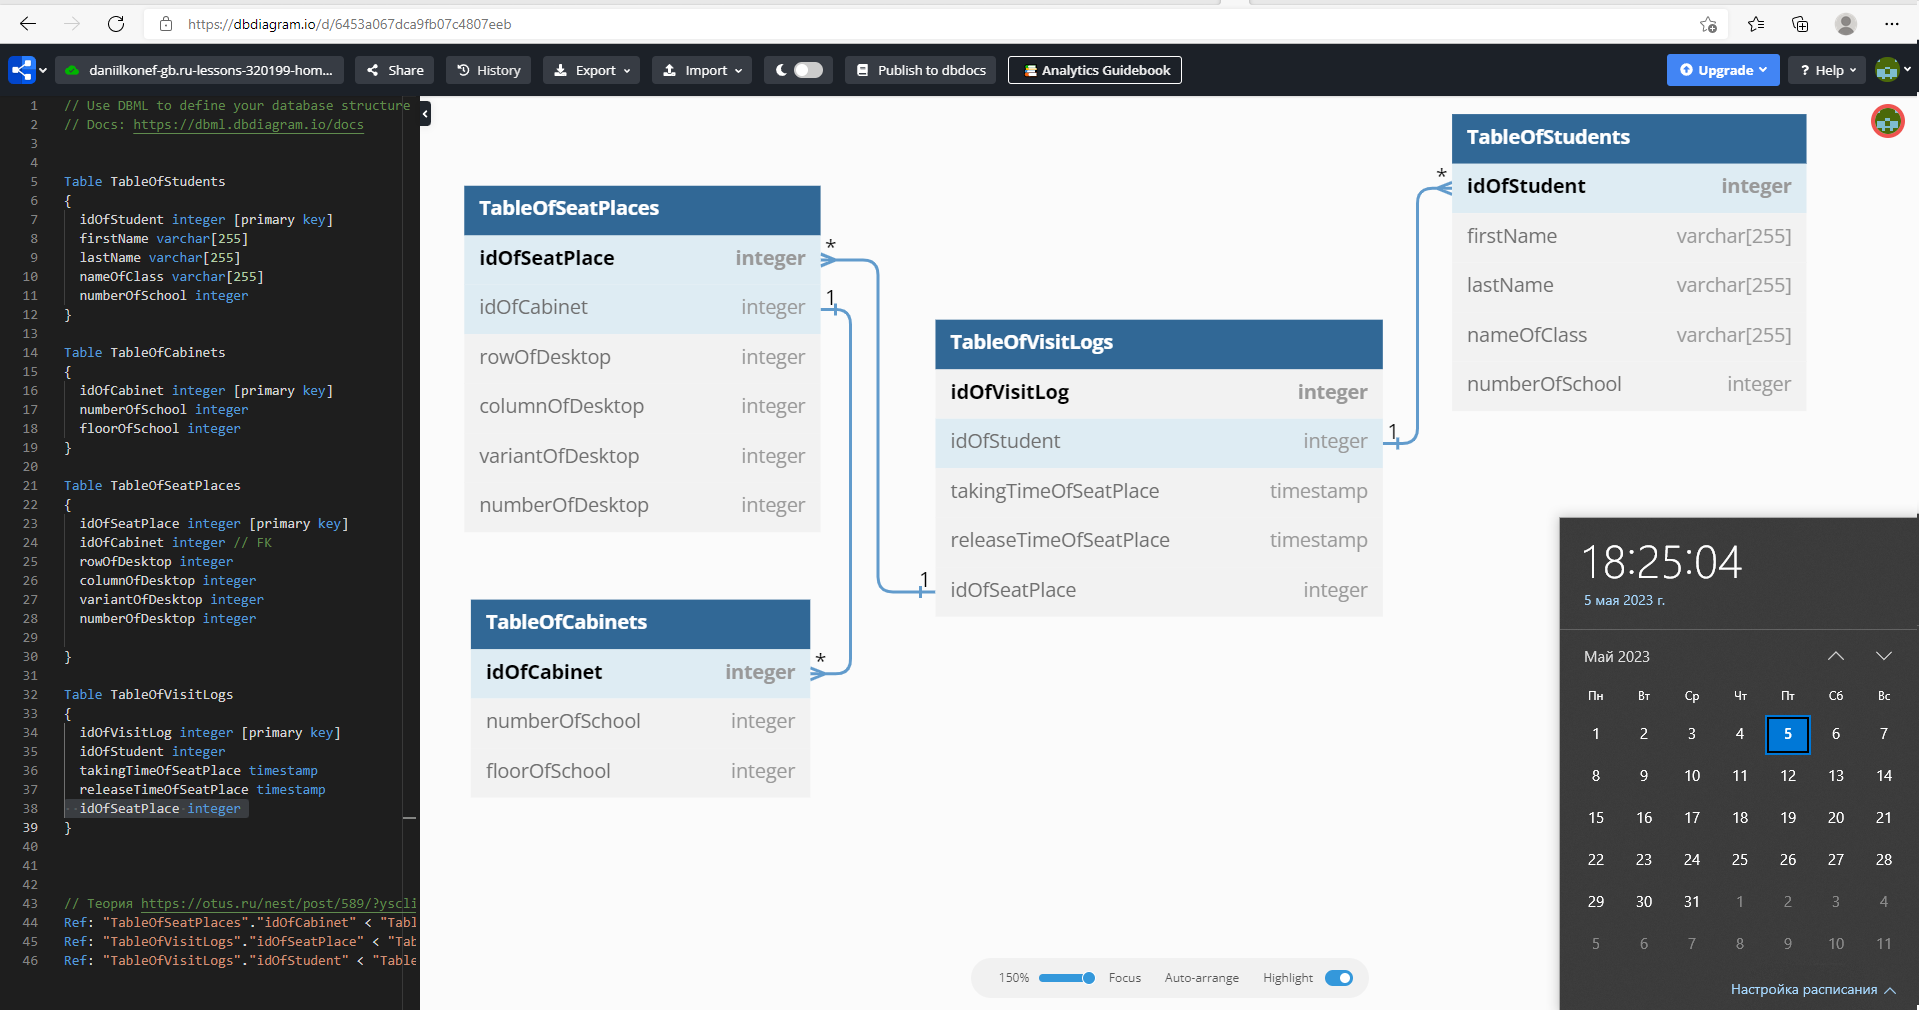 https://dbdiagram.io/d/6453a067dca9fb07c4807eeb
daniilkonef-gb.ru-lessons-320199-hom...
Share
History
Export
Import
Publish to dbdocs
Analytics Guidebook
Upgrade
? Help
1 // Use DBML to define your database structure
2 // Docs: https://dbml.dbdiagram.io/docs
3
4
5 Table TableOfStudents
6 {
7 idOfStudent integer [primary key]
8 firstName varchar[255]
9 lastName varchar[255]
10 nameOfClass varchar[255]
11 numberOfSchool integer
12 }
13
14 Table TableOfCabinets
15 {
16 idOfCabinet integer [primary key]
17 numberOfSchool integer
18 floorOfSchool integer
19 }
20
21 Table TableOfSeatPlaces
22 {
23 idOfSeatPlace integer [primary key]
24 idOfCabinet integer // FK
25 rowOfDesktop integer
26 columnOfDesktop integer
27 variantOfDesktop integer
28 numberOfDesktop integer
29
30 }
31
32 Table TableOfVisitLogs
33 {
34 idOfVisitLog integer [primary key]
35 idOfStudent integer
36 takingTimeOfSeatPlace timestamp
37 releaseTimeOfSeatPlace timestamp
38 idOfSeatPlace integer
39 }
40
41
42
43 // Теория https://otus.ru/nest/post/589/?yscli
44 Ref: "TableOfSeatPlaces"."idOfCabinet" < "Tabl
45 Ref: "TableOfVisitLogs"."idOfSeatPlace" < "Tab
46 Ref: "TableOfVisitLogs"."idOfStudent" < "Table
TableOfSeatPlaces
idOfSeatPlace integer *
idOfCabinet integer 1
rowOfDesktop integer
columnOfDesktop integer
variantOfDesktop integer
numberOfDesktop integer
TableOfCabinets
idOfCabinet integer *
numberOfSchool integer
floorOfSchool integer
TableOfVisitLogs
idOfVisitLog integer
idOfStudent integer 1
takingTimeOfSeatPlace timestamp
releaseTimeOfSeatPlace timestamp
1 idOfSeatPlace integer
TableOfStudents
* idOfStudent integer
firstName varchar[255]
lastName varchar[255]
nameOfClass varchar[255]
numberOfSchool integer
150% Focus Auto-arrange Highlight
18:25:04
5 мая 2023 г.
Май 2023
Пн Вт Ср Чт Пт Сб Вс
1 2 3 4 5 6 7
8 9 10 11 12 13 14
15 16 17 18 19 20 21
22 23 24 25 26 27 28
29 30 31 1 2 3 4
5 6 7 8 9 10 11
Настройка расписания